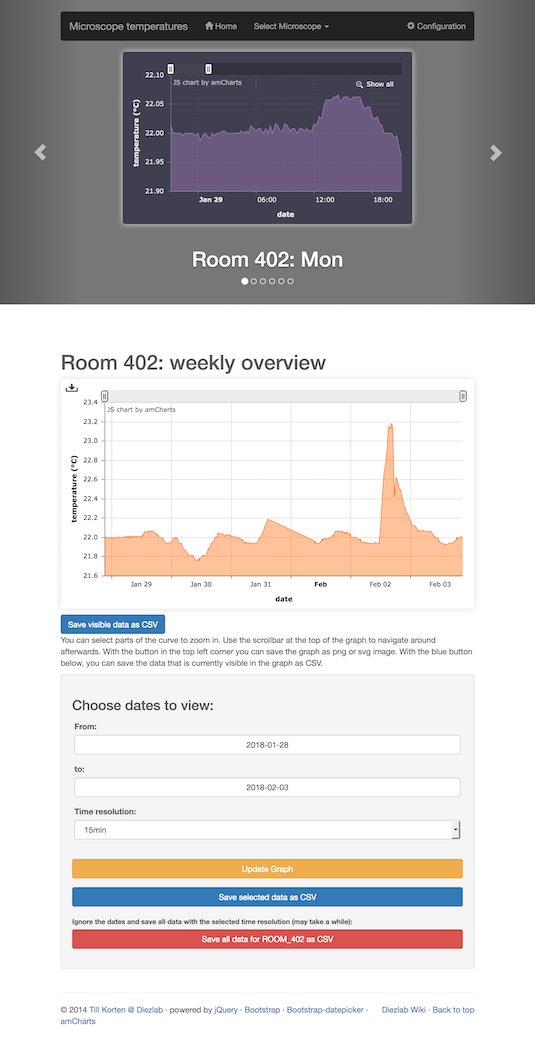 Microscope temperatures Home Select Microscope Configuration
22.10
JS chart by amCharts
Show all
22.05
22.00
21.95
21.90
temperature (°C)
Jan 29 06:00 12:00 18:00
date
Room 402: Mon
Room 402: weekly overview
23.4
JS chart by amCharts
23.2
23.0
22.8
22.6
22.4
22.2
22.0
21.8
21.6
temperature (°C)
Jan 29 Jan 30 Jan 31 Feb Feb 02 Feb 03
date
Save visible data as CSV
You can select parts of the curve to zoom in. Use the scrollbar at the top of the graph to navigate around
afterwards. With the button in the top left corner you can save the graph as png or svg image. With the blue button
below, you can save the data that is currently visible in the graph as CSV.
Choose dates to view:
From:
2018-01-28
to:
2018-02-03
Time resolution:
15min
Update Graph
Save selected data as CSV
Ignore the dates and save all data with the selected time resolution (may take a while):
Save all data for ROOM_402 as CSV
© 2014 Till Korten @ Diezlab · powered by jQuery · Bootstrap · Bootstrap-datepicker ·
amCharts
Diezlab Wiki · Back to top